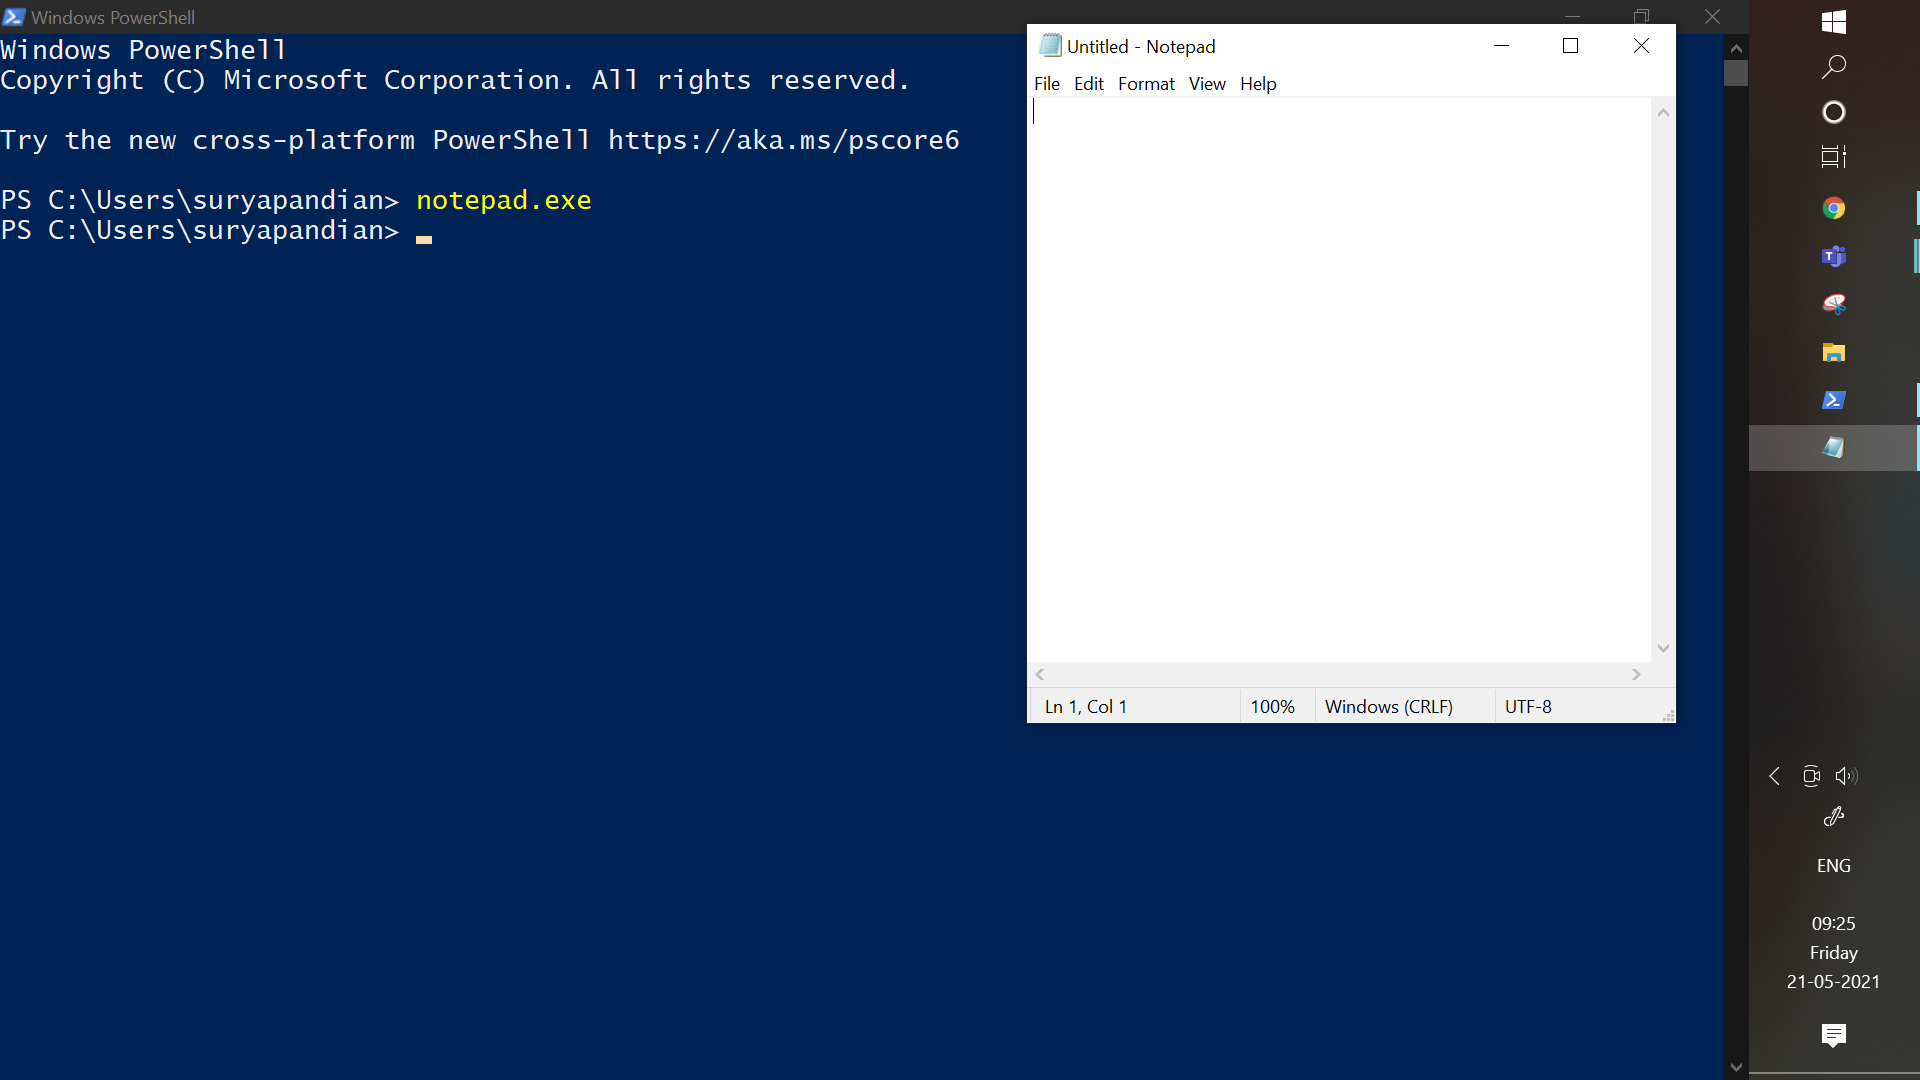 Windows PowerShell
Windows PowerShell
Copyright (C) Microsoft Corporation. All rights reserved.
Try the new cross-platform PowerShell https://aka.ms/pscore6
PS C:\Users\suryapandian> notepad.exe
PS C:\Users\suryapandian>
Untitled - Notepad
File Edit Format View Help
Ln 1, Col 1 100% Windows (CRLF) UTF-8
ENG
09:25
Friday
21-05-2021